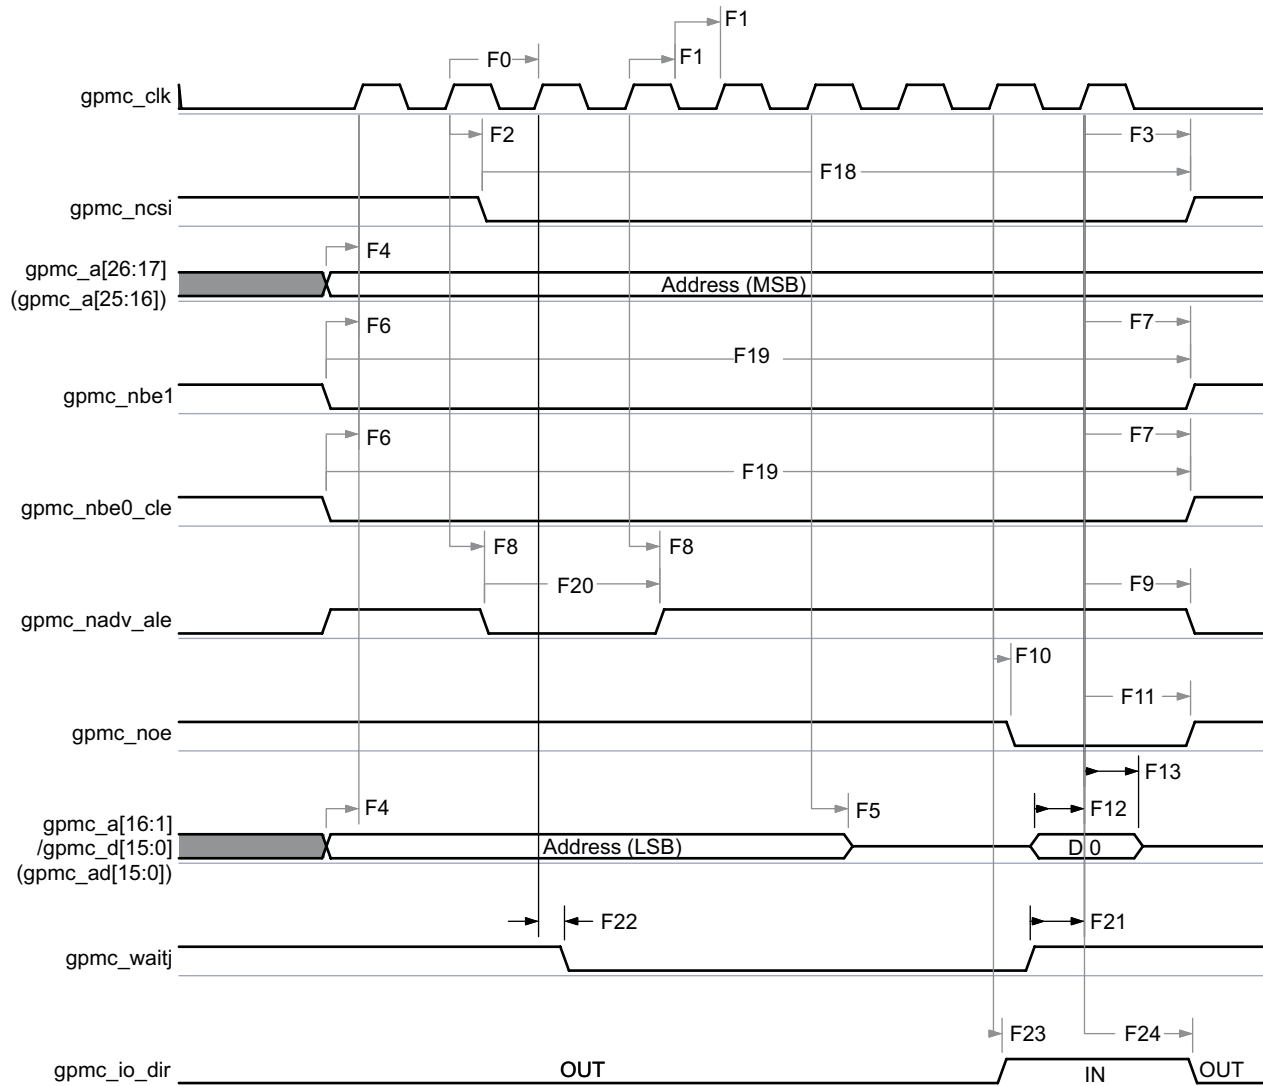 F1
F0
F1
gpmc_clk
F2
F3
F18
gpmc_ncsi
F4
gpmc_a[26:17]
(gpmc_a[25:16])
Address (MSB)
F6
F7
F19
gpmc_nbe1
F6
F7
F19
gpmc_nbe0_cle
F8
F8
F20
F9
gpmc_nadv_ale
F10
F11
gpmc_noe
F13
F4
F5
F12
gpmc_a[16:1]
/gpmc_d[15:0]
(gpmc_ad[15:0])
Address (LSB)
D 0
F22
F21
gpmc_waitj
F23
F24
gpmc_io_dir
OUT
IN
OUT